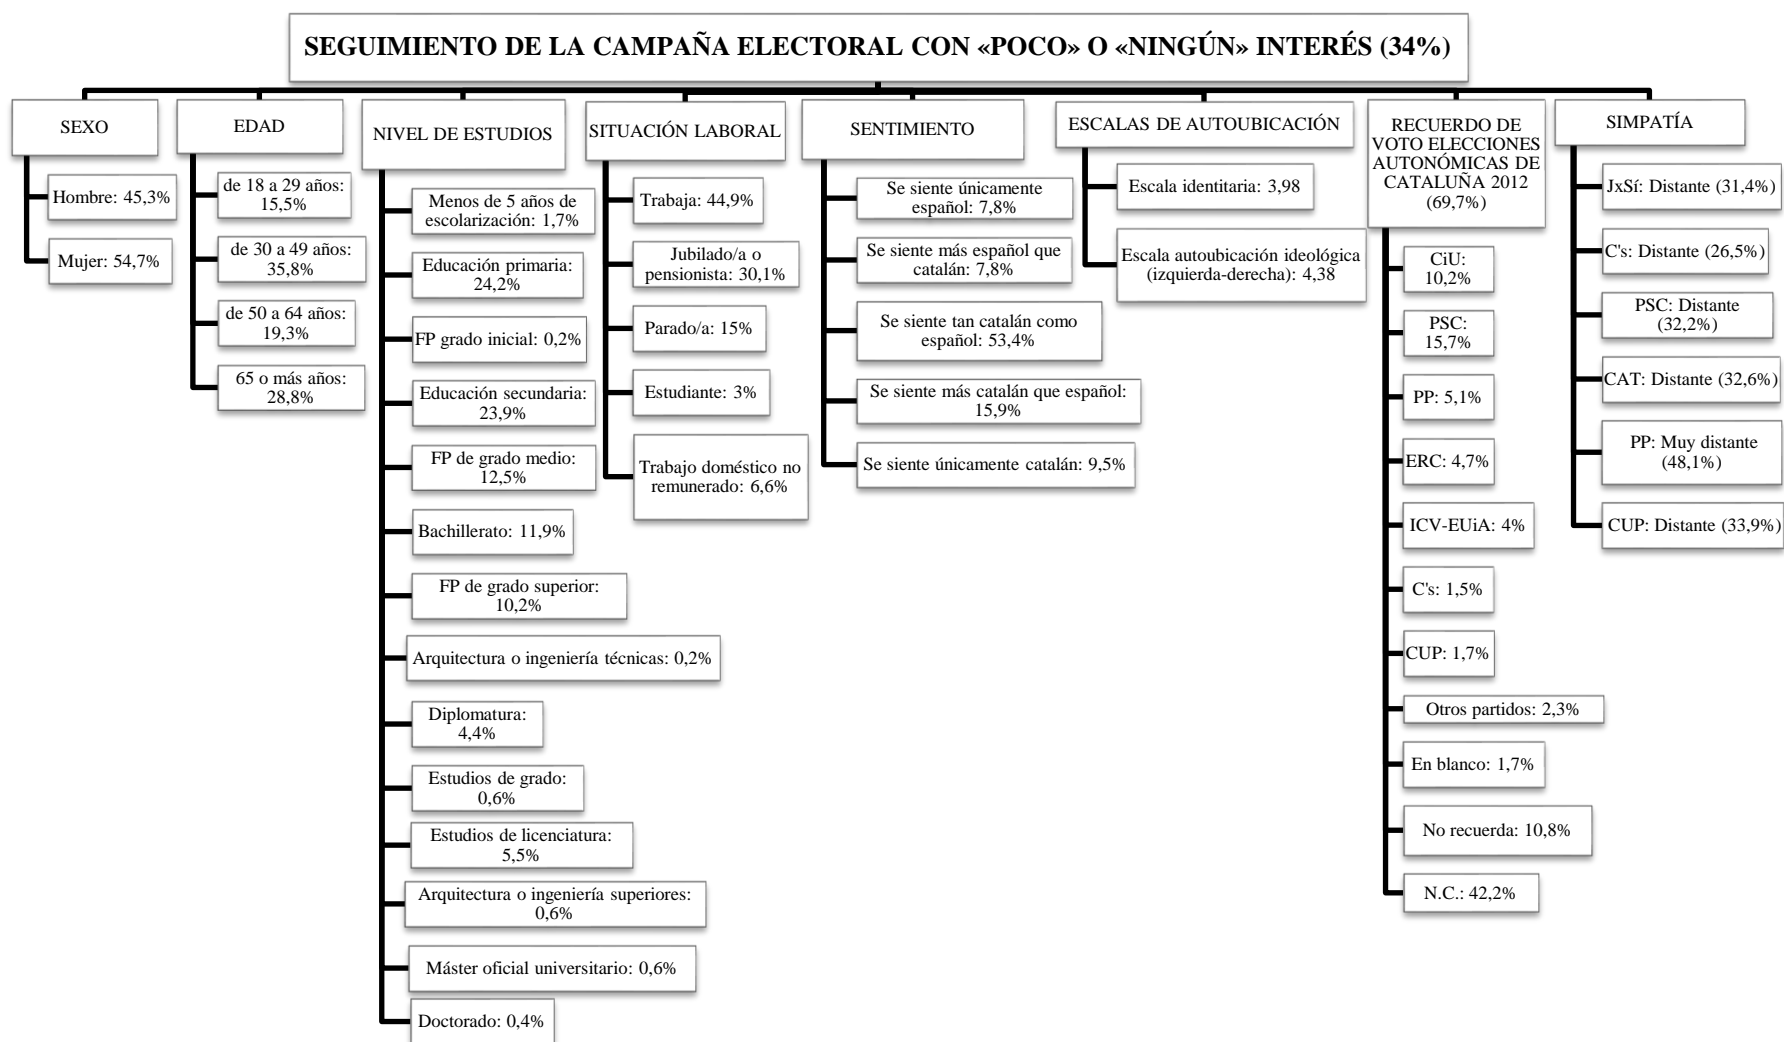 SEGUIMIENTO DE LA CAMPAÑA ELECTORAL CON «POCO» O «NINGÚN» INTERÉS (34%)
SEXO
Hombre: 45,3%
Mujer: 54,7%
EDAD
de 18 a 29 años:
15,5%
de 30 a 49 años:
35,8%
de 50 a 64 años:
19,3%
65 o más años:
28,8%
NIVEL DE ESTUDIOS
Menos de 5 años de
escolarización: 1,7%
Educación primaria:
24,2%
FP grado inicial: 0,2%
Educación secundaria:
23,9%
FP de grado medio:
12,5%
Bachillerato: 11,9%
FP de grado superior:
10,2%
Arquitectura o ingeniería técnicas: 0,2%
Diplomatura:
4,4%
Estudios de grado:
0,6%
Estudios de licenciatura:
5,5%
Arquitectura o ingeniería superiores:
0,6%
Máster oficial universitario: 0,6%
Doctorado: 0,4%
SITUACIÓN LABORAL
Trabaja: 44,9%
Jubilado/a o
pensionista: 30,1%
Parado/a: 15%
Estudiante: 3%
Trabajo doméstico no
remunerado: 6,6%
SENTIMIENTO
Se siente únicamente
español: 7,8%
Se siente más español que
catalán: 7,8%
Se siente tan catalán como
español: 53,4%
Se siente más catalán que español:
15,9%
Se siente únicamente catalán: 9,5%
ESCALAS DE AUTOUBICACIÓN
Escala identitaria: 3,98
Escala autoubicación ideológica
(izquierda-derecha): 4,38
RECUERDO DE
VOTO ELECCIONES
AUTONÓMICAS DE
CATALUÑA 2012
(69,7%)
CiU:
10,2%
PSC:
15,7%
PP: 5,1%
ERC: 4,7%
ICV-EUiA: 4%
C's: 1,5%
CUP: 1,7%
Otros partidos: 2,3%
En blanco: 1,7%
No recuerda: 10,8%
N.C.: 42,2%
SIMPATÍA
JxSí: Distante (31,4%)
C's: Distante (26,5%)
PSC: Distante
(32,2%)
CAT: Distante (32,6%)
PP: Muy distante
(48,1%)
CUP: Distante (33,9%)